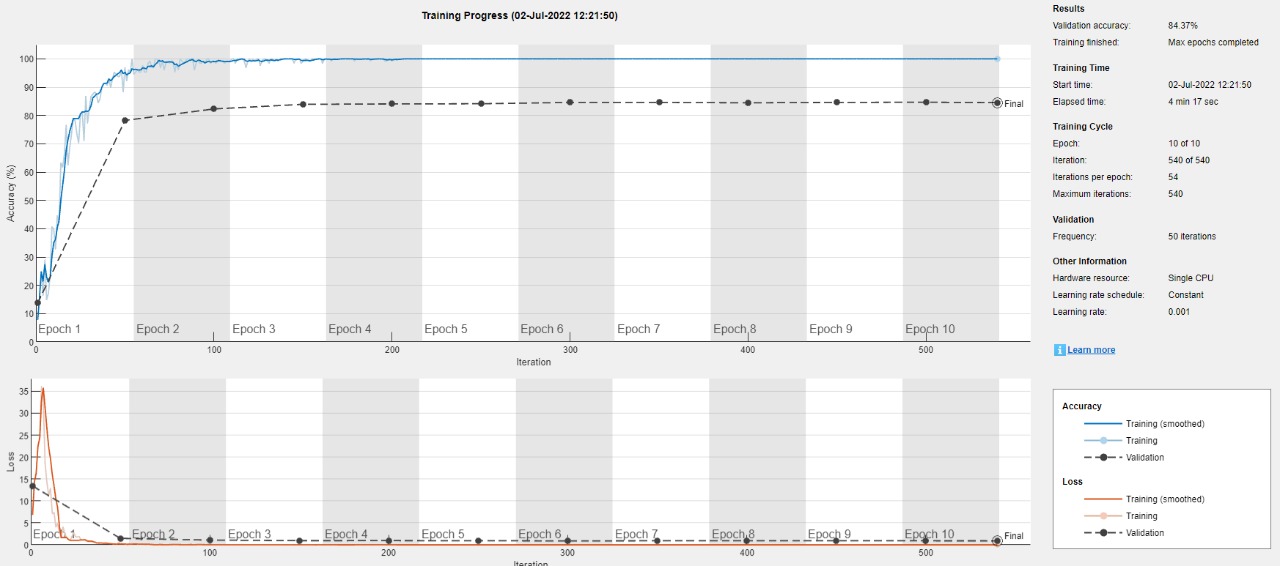 Training Progress (02-Jul-2022 12:21:50)
100
90
80
70
60
50
40
30
20
10
0
Accuracy (%)
Epoch 1 Epoch 2 Epoch 3 Epoch 4 Epoch 5 Epoch 6 Epoch 7 Epoch 8 Epoch 9 Epoch 10
Final
0 100 200 300 400 500
Iteration
35
30
25
20
15
10
5
0
Loss
Epoch 1 Epoch 2 Epoch 3 Epoch 4 Epoch 5 Epoch 6 Epoch 7 Epoch 8 Epoch 9 Epoch 10
Final
0 100 200 300 400 500
Iteration
Results
Validation accuracy: 84.37%
Training finished: Max epochs completed
Training Time
Start time: 02-Jul-2022 12:21:50
Elapsed time: 4 min 17 sec
Training Cycle
Epoch: 10 of 10
Iteration: 540 of 540
Iterations per epoch: 54
Maximum iterations: 540
Validation
Frequency: 50 iterations
Other Information
Hardware resource: Single CPU
Learning rate schedule: Constant
Learning rate: 0.001
i Learn more
Accuracy
Training (smoothed)
Training
Validation
Loss
Training (smoothed)
Training
Validation